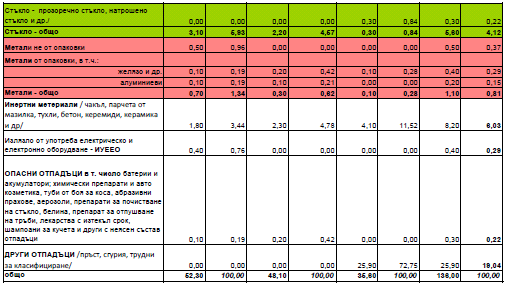 Стъкло - прозоречно стъкло, натрошено
стъкло и др./ 0,00 0,00 0,00 0,00 0,30 0,84 0,30 0,22
Стъкло - общо 3,10 5,93 2,20 4,57 0,30 0,84 5,60 4,12
Метали не от опаковки 0,50 0,96 0,00 0,00 0,00 0,00 0,50 0,37
Метали от опаковки, в т.ч.:
желязо и др. 0,10 0,19 0,20 0,42 0,10 0,28 0,40 0,29
алуминиеви 0,10 0,19 0,10 0,21 0,00 0,00 0,20 0,15
Метали - общо 0,70 1,34 0,30 0,62 0,10 0,28 1,10 0,81
Инертни метериали / чакъл, парчета от
мазилка, тухли, бетон, керемиди, керамика
и др/ 1,80 3,44 2,30 4,78 4,10 11,52 8,20 6,03
Излязло от употреба електрическо и
електронно оборудване - ИУЕЕО 0,40 0,76 0,00 0,00 0,00 0,00 0,40 0,29
ОПАСНИ ОТПАДЪЦИ в т. число батерии и
акумулатори; химически препарати и авто
козметика, туби от боя за коса, абразивни
прахове, аерозоли, препарати за почистване
на стъкло, белина, препарат за отпушване
на тръби, лекарства с изтекъл срок,
шампоани за кучета и други с неясен състав
отпадъци 0,10 0,19 0,20 0,42 0,00 0,00 0,30 0,22
ДРУГИ ОТПАДЪЦИ /пръст, сгурия, трудни
за класифициране/ 0,00 0,00 0,00 0,00 25,90 72,75 25,90 19,04
общо 52,30 100,00 48,10 100,00 35,60 100,00 136,00 100,00